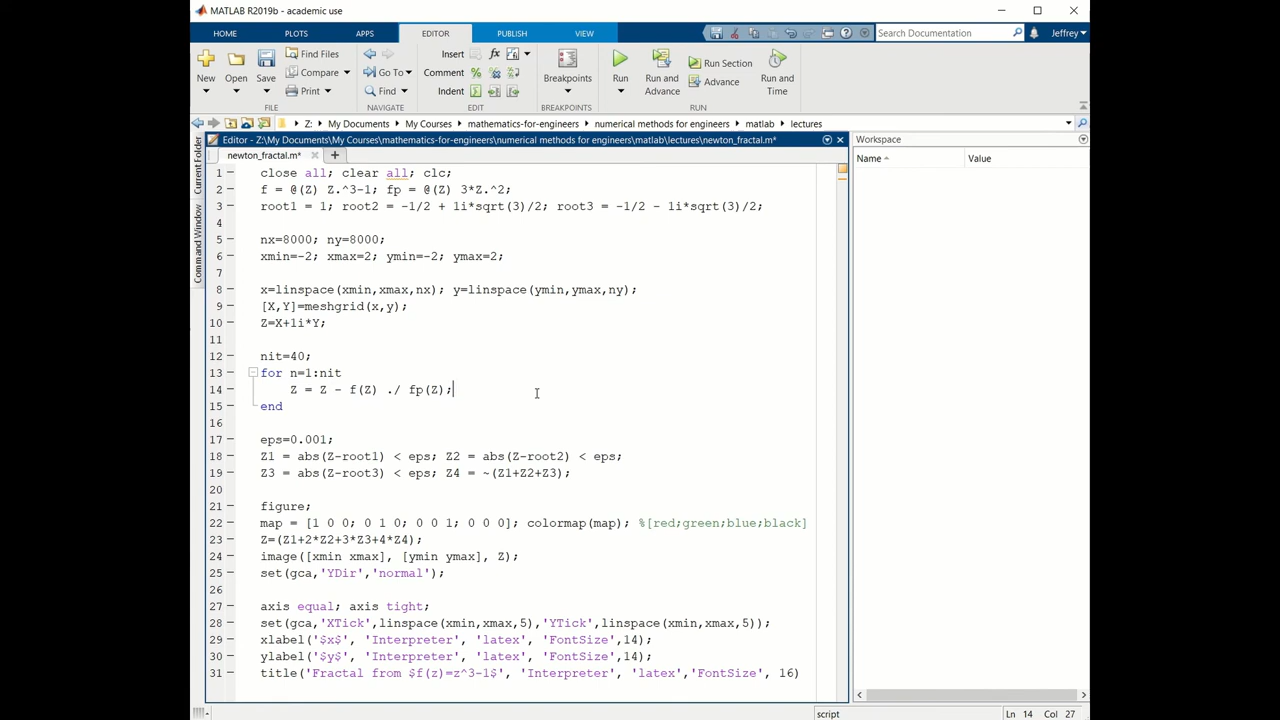 MATLAB R2019b - academic use
HOME PLOTS APPS EDITOR PUBLISH VIEW Search Documentation Jeffrey
New Open Save Find Files Compare Print Go To Find Insert Comment Indent fx Breakpoints Run Run and Advance Run Section Advance Run and Time
FILE NAVIGATE EDIT BREAKPOINTS RUN
Z: My Documents My Courses mathematics-for-engineers numerical methods for engineers matlab lectures
Current Folder
Command Window
Editor - Z:\My Documents\My Courses\mathematics-for-engineers\numerical methods for engineers\matlab\lectures\newton_fractal.m*
newton_fractal.m*
1 close all; clear all; clc;
2 f = @(Z) Z.^3-1; fp = @(Z) 3*Z.^2;
3 root1 = 1; root2 = -1/2 + 1i*sqrt(3)/2; root3 = -1/2 - 1i*sqrt(3)/2;
4
5 nx=8000; ny=8000;
6 xmin=-2; xmax=2; ymin=-2; ymax=2;
7
8 x=linspace(xmin,xmax,nx); y=linspace(ymin,ymax,ny);
9 [X,Y]=meshgrid(x,y);
10 Z=X+1i*Y;
11
12 nit=40;
13 for n=1:nit
14 Z = Z - f(Z) ./ fp(Z);
15 end
16
17 eps=0.001;
18 Z1 = abs(Z-root1) < eps; Z2 = abs(Z-root2) < eps;
19 Z3 = abs(Z-root3) < eps; Z4 = ~(Z1+Z2+Z3);
20
21 figure;
22 map = [1 0 0; 0 1 0; 0 0 1; 0 0 0]; colormap(map); %[red;green;blue;black]
23 Z=(Z1+2*Z2+3*Z3+4*Z4);
24 image([xmin xmax], [ymin ymax], Z);
25 set(gca,'YDir','normal');
26
27 axis equal; axis tight;
28 set(gca,'XTick',linspace(xmin,xmax,5),'YTick',linspace(xmin,xmax,5));
29 xlabel('$x$', 'Interpreter', 'latex', 'FontSize',14);
30 ylabel('$y$', 'Interpreter', 'latex', 'FontSize',14);
31 title('Fractal from $f(z)=z^3-1$', 'Interpreter', 'latex','FontSize', 16)
Workspace
Name Value
script Ln 14 Col 27